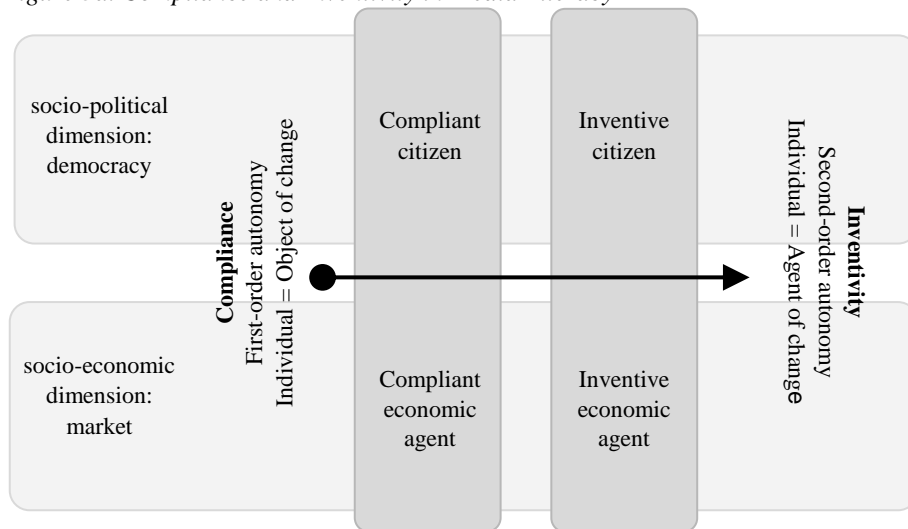 socio-political
dimension:
democracy
Compliance
First-order autonomy
Individual = Object of change
Compliant
citizen
Inventive
citizen
Individual = Agent of change
Second-order autonomy
Inventivity
socio-economic
dimension:
market
Compliant
economic
agent
Inventive
economic
agent